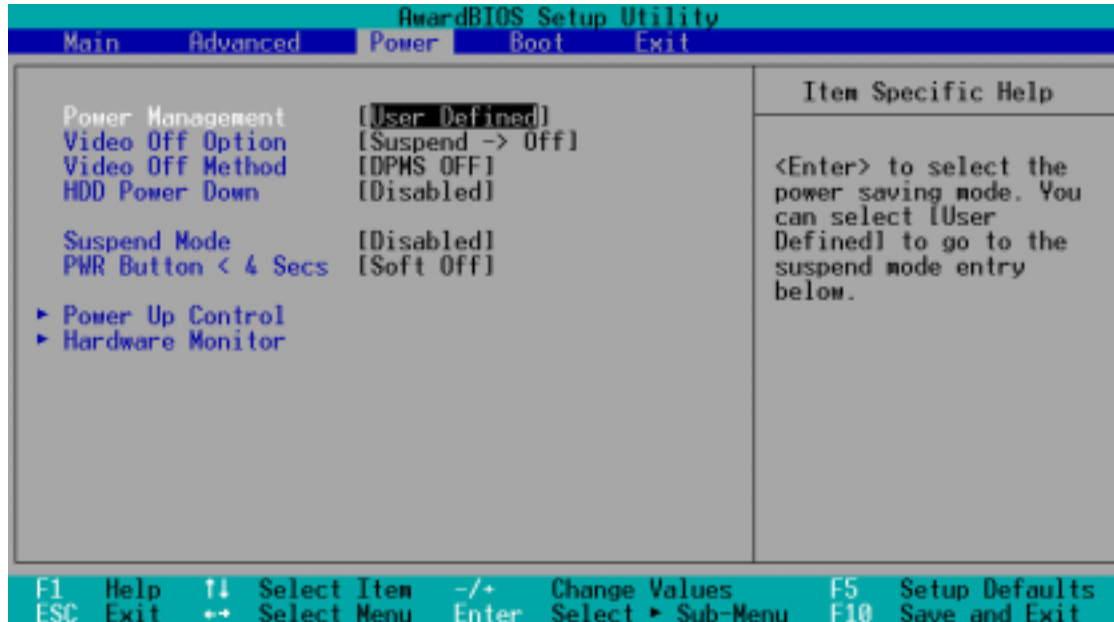 AwardBIOS Setup Utility
Main Advanced Power Boot Exit
Power Management [User Defined]
Video Off Option [Suspend -> Off]
Video Off Method [DPMS OFF]
HDD Power Down [Disabled]
Suspend Mode [Disabled]
PWR Button < 4 Secs [Soft Off]
► Power Up Control
► Hardware Monitor
Item Specific Help
<Enter> to select the
power saving mode. You
can select [User
Defined] to go to the
suspend mode entry
below.
F1 Help ↑↓ Select Item -/+ Change Values F5 Setup Defaults
ESC Exit ←→ Select Menu Enter Select ► Sub-Menu F10 Save and Exit